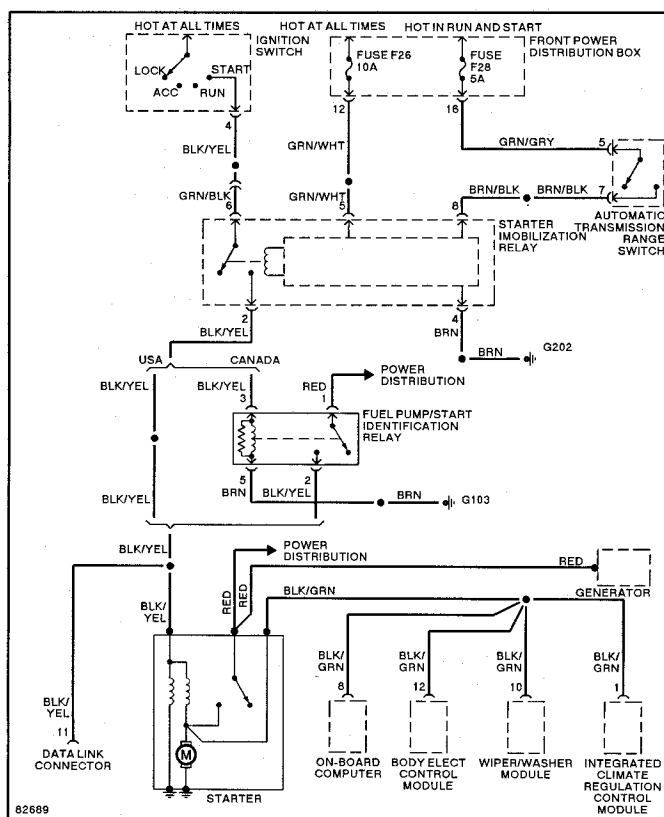 HOT AT ALL TIMES
IGNITION
SWITCH
LOCK
START
ACC
RUN
4
BLK/YEL
GRN/BLK
6
HOT AT ALL TIMES
HOT IN RUN AND START
FUSE F26
10A
FUSE
F28
5A
FRONT POWER
DISTRIBUTION BOX
12
16
GRN/WHT
GRN/WHT
5
GRN/GRY
5
BRN/BLK
BRN/BLK
7
8
AUTOMATIC
TRANSMISSION
RANGE
SWITCH
STARTER
IMOBILIZATION
RELAY
2
BLK/YEL
4
BRN
BRN
G202
USA
CANADA
BLK/YEL
BLK/YEL
3
RED
1
POWER
DISTRIBUTION
FUEL PUMP/START
IDENTIFICATION
RELAY
BLK/YEL
5
BRN
2
BLK/YEL
BRN
G103
BLK/YEL
POWER
DISTRIBUTION
RED
RED
RED
GENERATOR
BLK/GRN
BLK/
YEL
BLK/
YEL
11
DATA LINK
CONNECTOR
M
STARTER
BLK/
GRN
8
ON-BOARD
COMPUTER
BLK/
GRN
12
BODY ELECT
CONTROL
MODULE
BLK/
GRN
10
WIPER/WASHER
MODULE
BLK/
GRN
1
INTEGRATED
CLIMATE
REGULATION
CONTROL
MODULE
82689